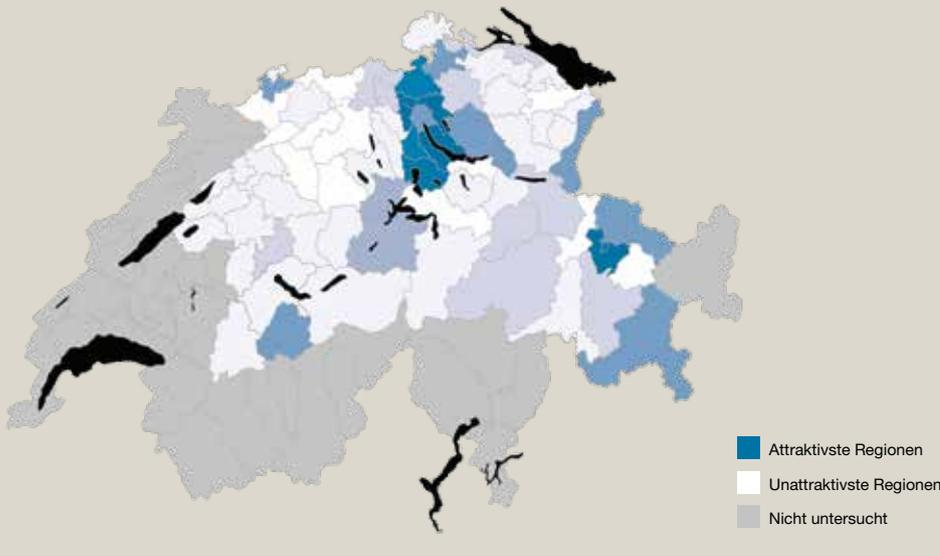 Attraktivste Regionen
Unattraktivste Regionen
Nicht untersucht